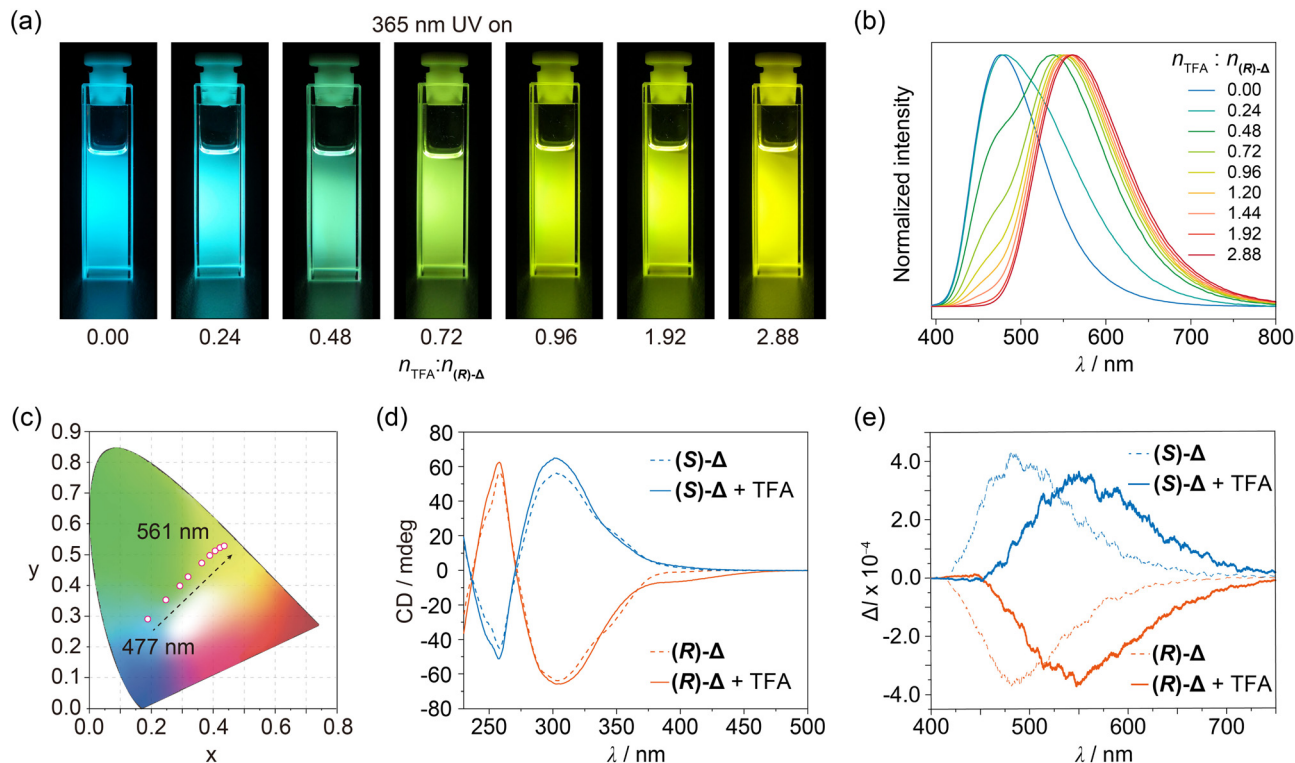 (a)
365 nm UV on
0.00 0.24 0.48 0.72 0.96 1.92 2.88
nTFA:n(R)-Δ
(b)
Normalized intensity
nTFA : n(R)-Δ
0.00
0.24
0.48
0.72
0.96
1.20
1.44
1.92
2.88
400 500 600 700 800
λ / nm
(c)
0.9
0.8
0.7
0.6
0.5
0.4
0.3
0.2
0.1
0.0
y
561 nm
477 nm
0.0 0.2 0.4 0.6 0.8
x
(d)
80
60
40
20
0
-20
-40
-60
-80
CD / mdeg
(S)-Δ
(S)-Δ + TFA
(R)-Δ
(R)-Δ + TFA
250 300 350 400 450 500
λ / nm
(e)
4.0
2.0
0.0
-2.0
-4.0
ΔI x 10⁻⁴
(S)-Δ
(S)-Δ + TFA
(R)-Δ
(R)-Δ + TFA
400 450 500 550 600 650 700
λ / nm